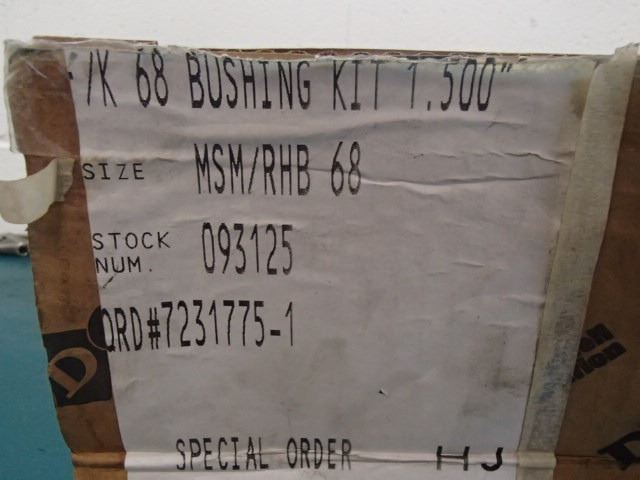 /K 68 BUSHING KIT 1.500"
SIZE MSM/RHB 68
STOCK NUM. 093125
ORD#7231775-1
SPECIAL ORDER HJ
D